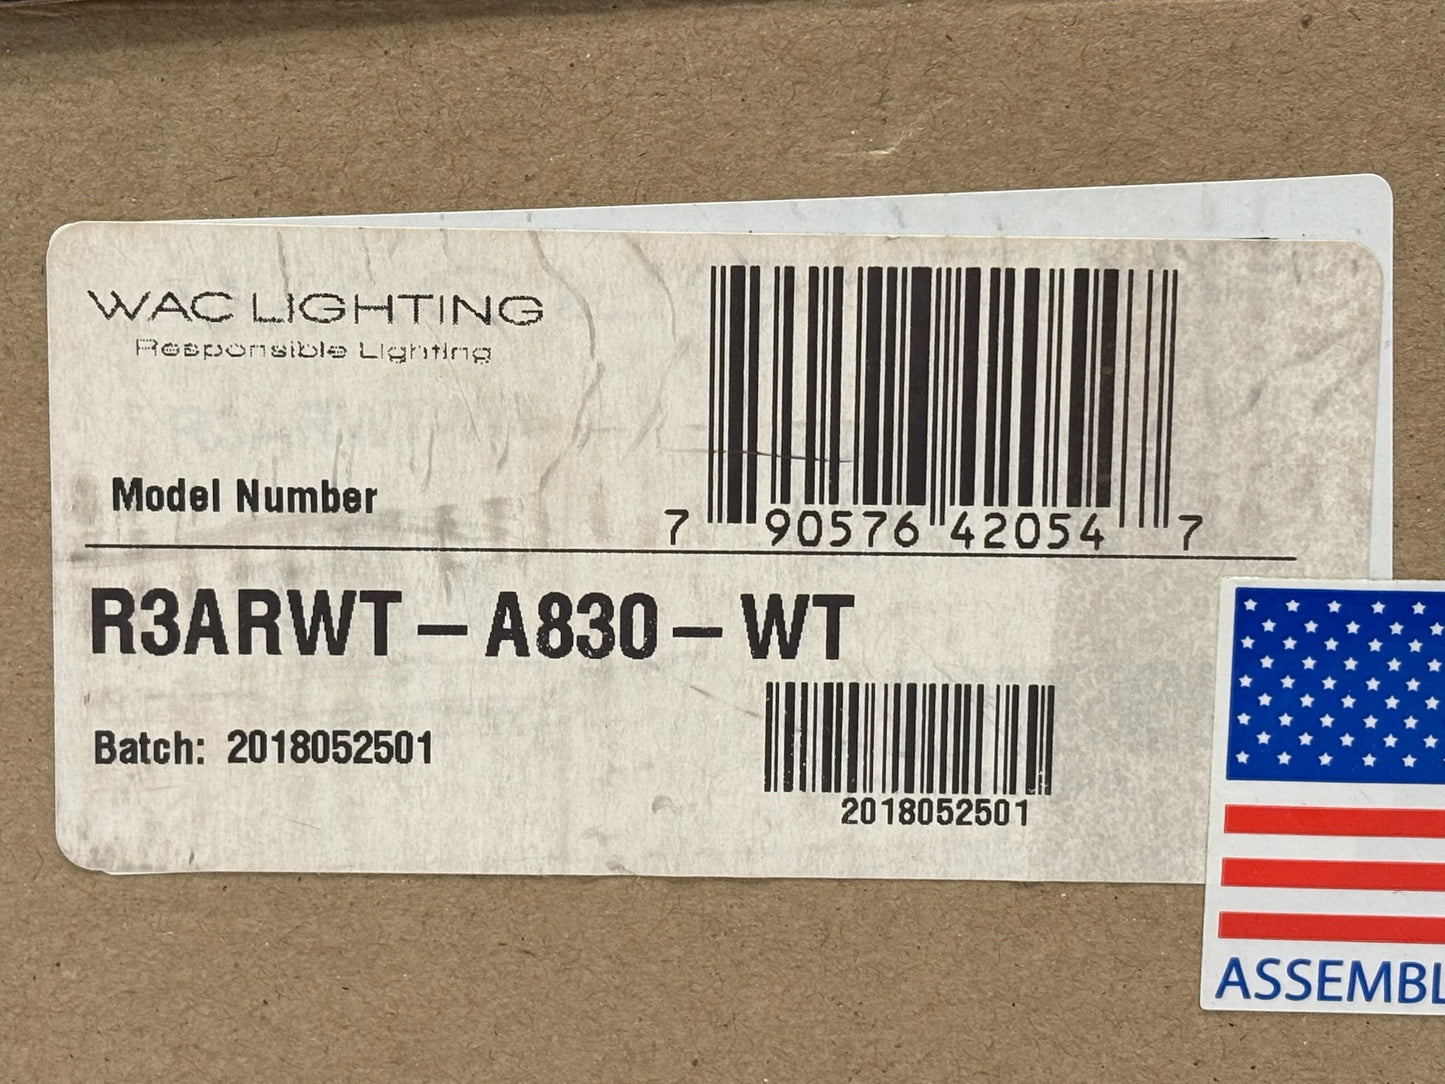 WAC LIGHTING
Responsible Lighting
Model Number
7 90576 42054 7
R3ARWT-A830-WT
Batch: 2018052501
2018052501
ASSEMBL